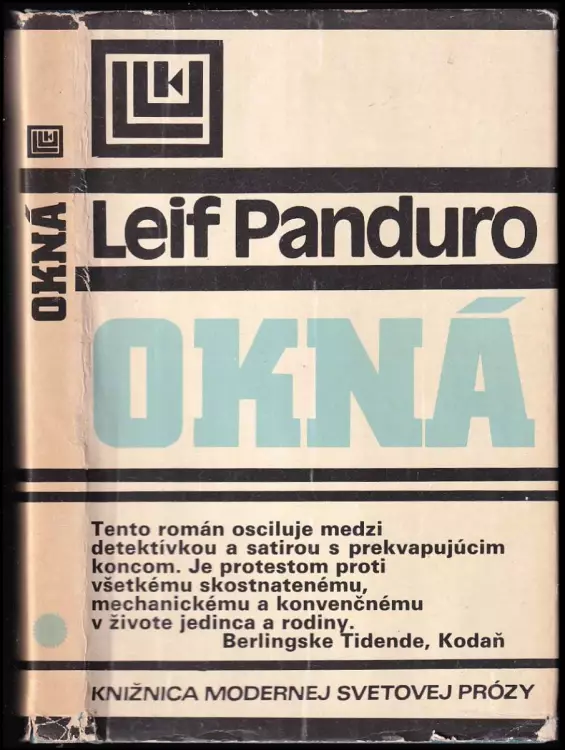 OKNÁ
Leif Panduro
OKNÁ
Tento román osciluje medzi
detektívkou a satirou s prekvapujúcim
koncom. Je protestom proti
všetkému skostnatenému,
mechanickému a konvenčnému
v živote jedinca a rodiny.
Berlingske Tidende, Kodaň
KNIŽNICA MODERNEJ SVETOVEJ PRÓZY